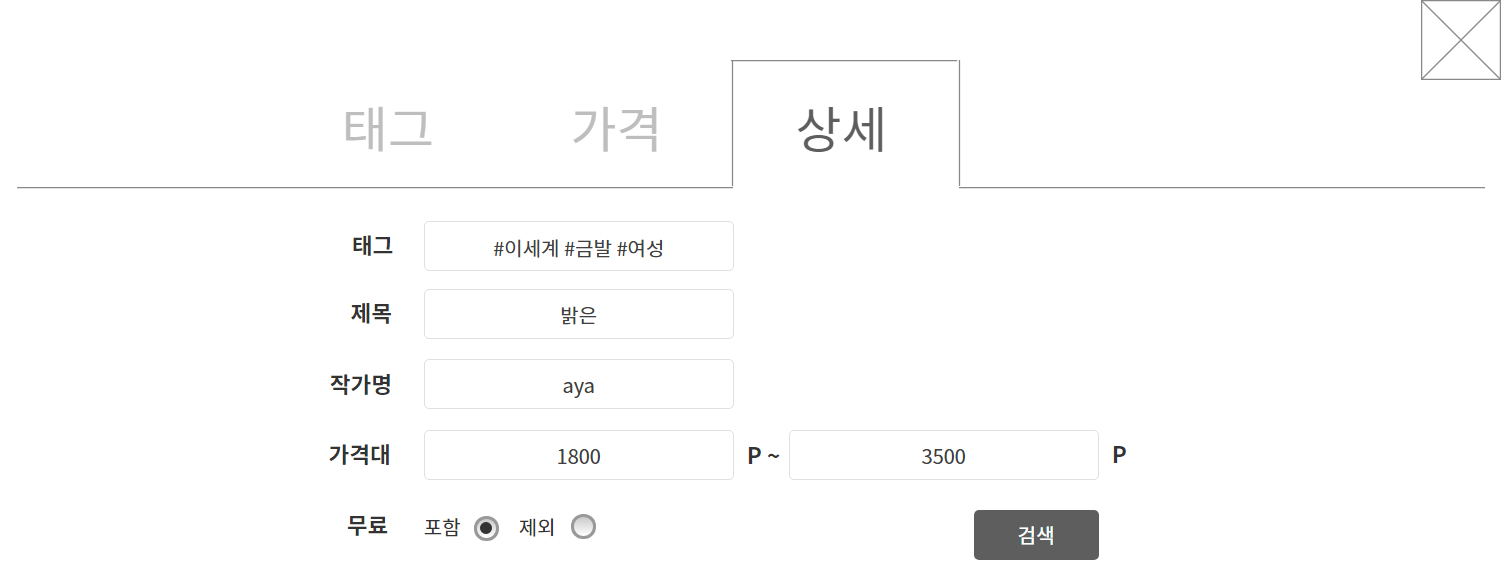 태그 가격 상세
태그 #이세계 #금발 #여성
제목 밝은
작가명 aya
가격대 1800 P ~ 3500 P
무료 포함 제외 검색